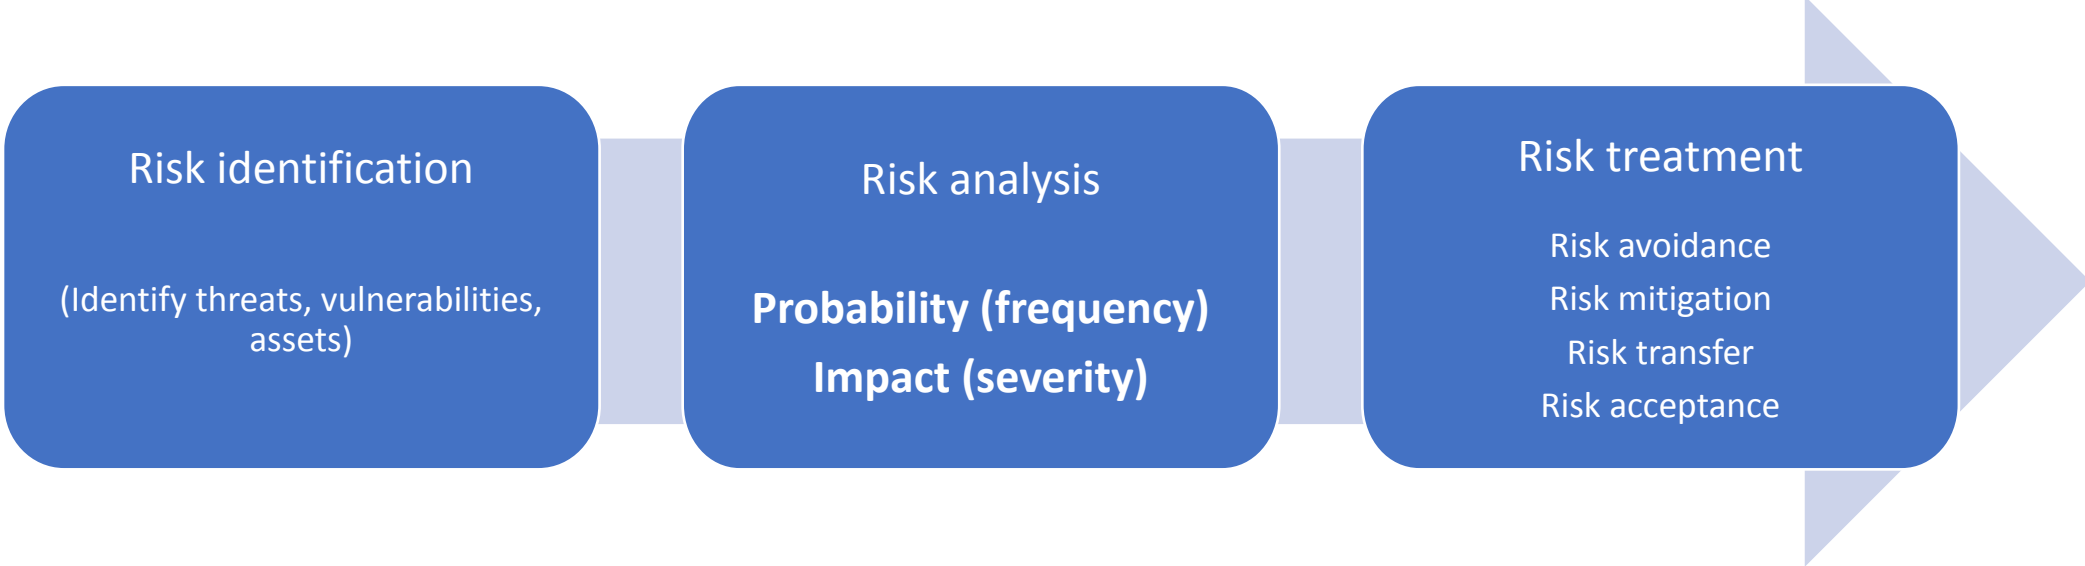 Risk identification
(Identify threats, vulnerabilities,
assets)
Risk analysis
Probability (frequency)
Impact (severity)
Risk treatment
Risk avoidance
Risk mitigation
Risk transfer
Risk acceptance